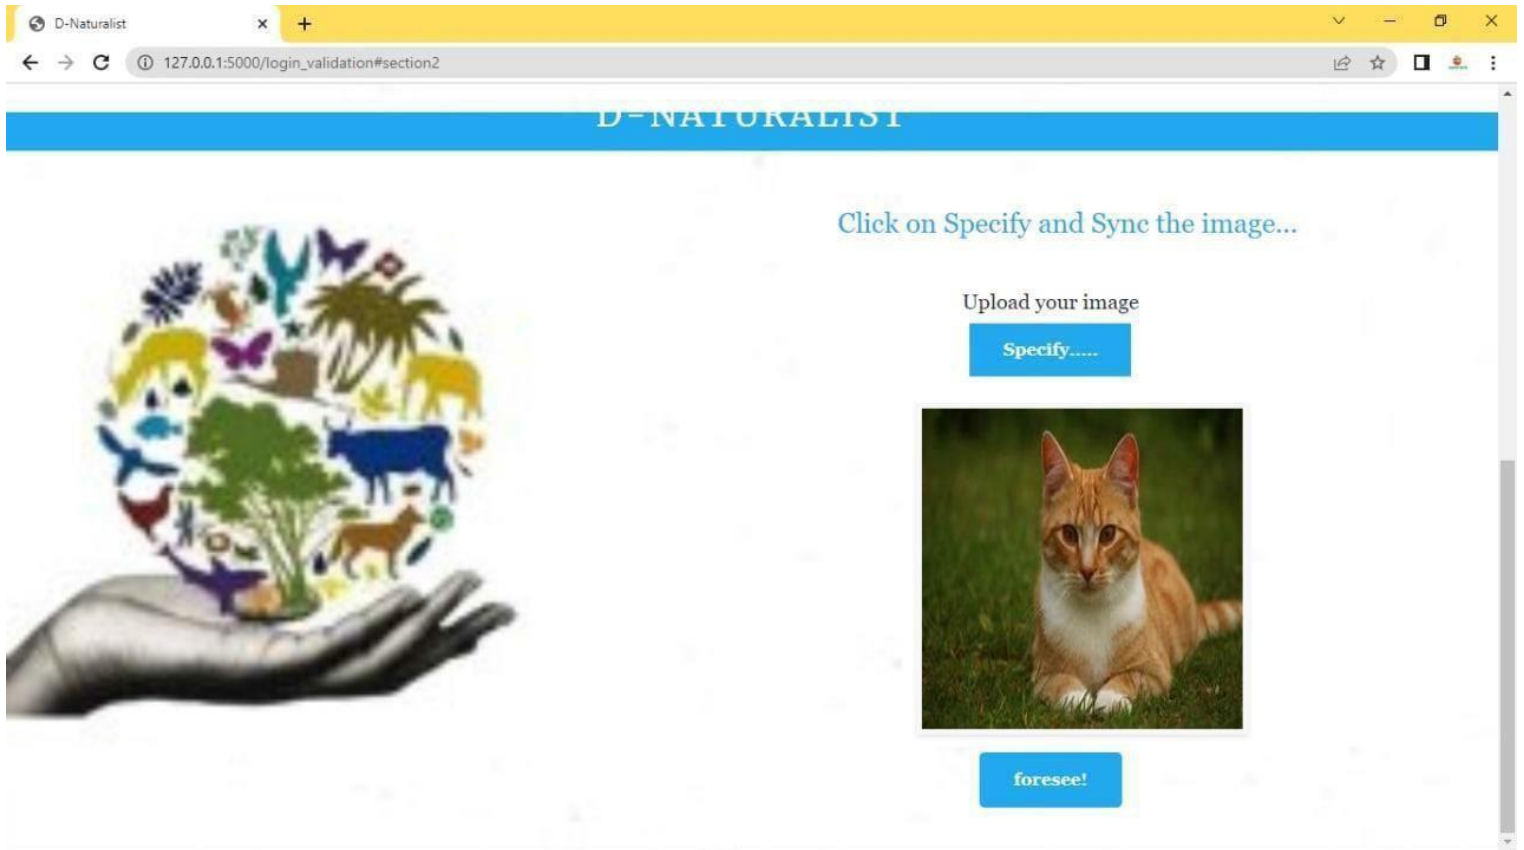 D-Naturalist
127.0.0.1:5000/login_validation#section2
D-NATURALIST
Click on Specify and Sync the image...
Upload your image
Specify.....
foresee!